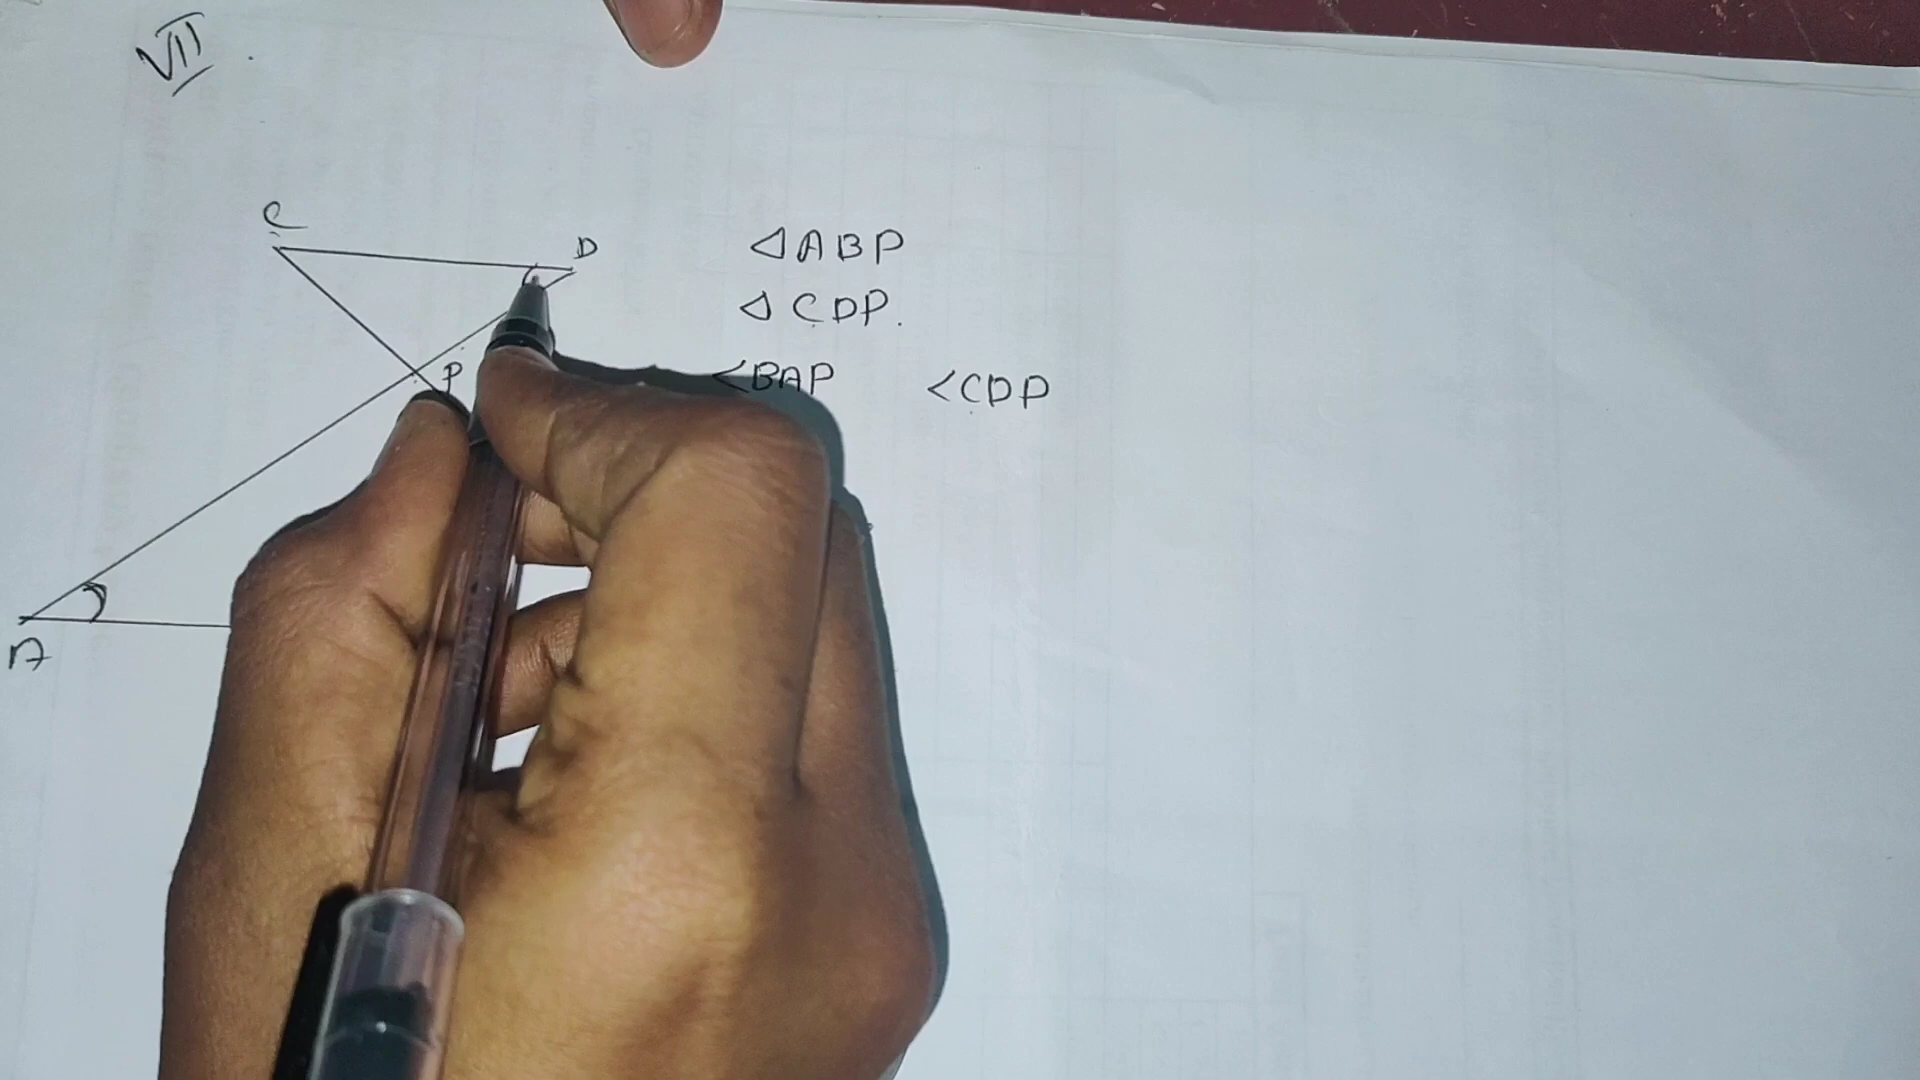 VII .
C
D
△ABP
△ CDP.
P
<BAP <CDP
A